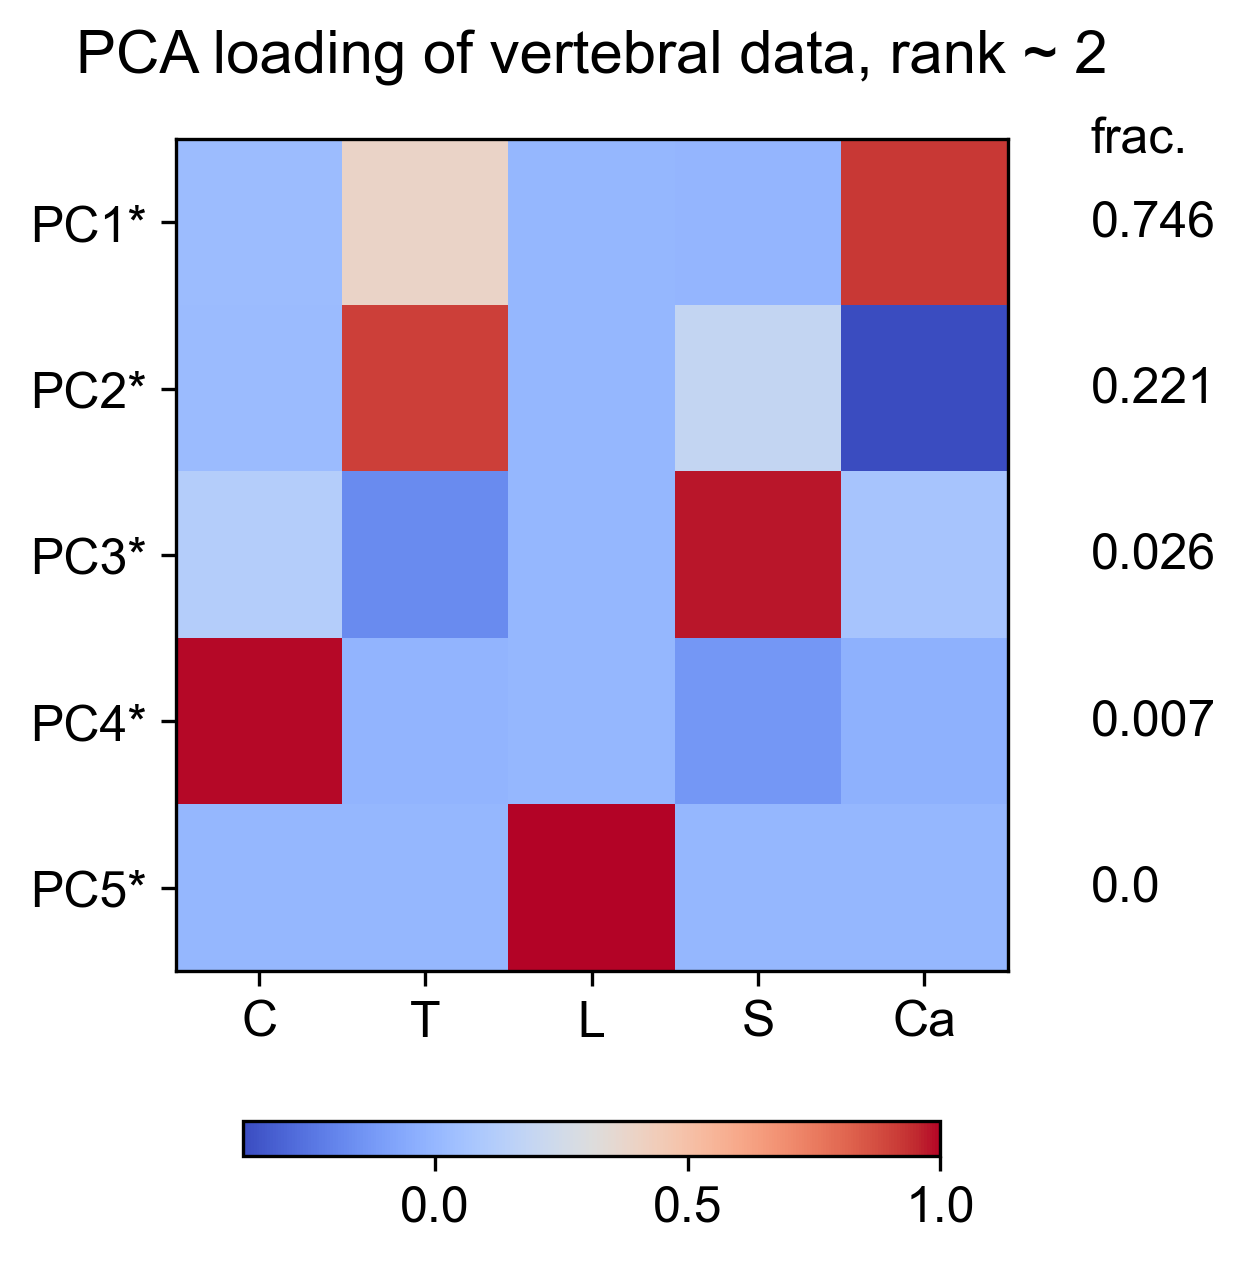 PCA loading of vertebral data, rank ~ 2
frac.
PC1* 0.746
PC2* 0.221
PC3* 0.026
PC4* 0.007
PC5* 0.0
C T L S Ca
0.0 0.5 1.0